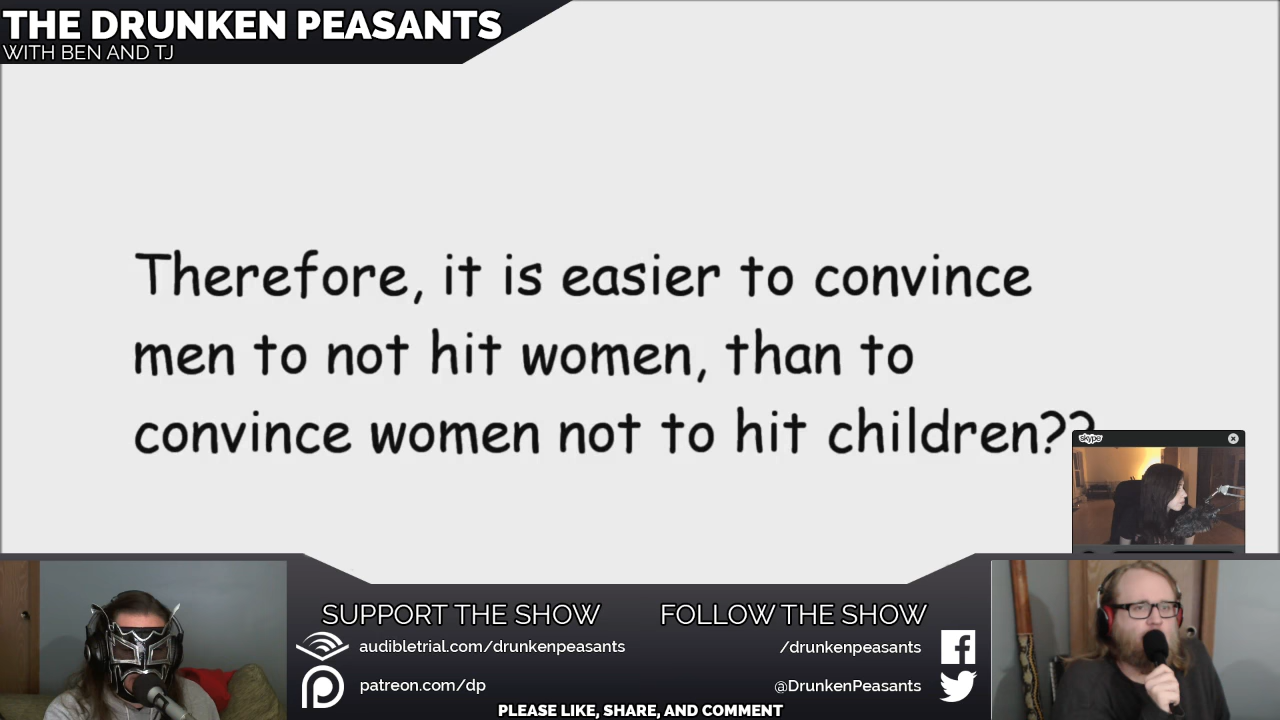 THE DRUNKEN PEASANTS
WITH BEN AND TJ
Therefore, it is easier to convince
men to not hit women, than to
convince women not to hit children??
skype
SUPPORT THE SHOW
audibletrial.com/drunkenpeasants
patreon.com/dp
FOLLOW THE SHOW
/drunkenpeasants
@DrunkenPeasants
PLEASE LIKE, SHARE, AND COMMENT